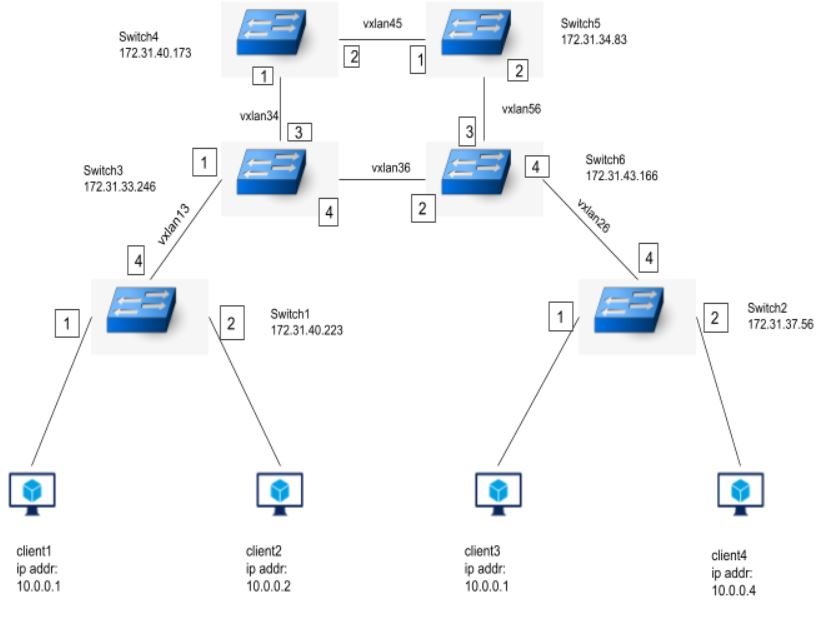 vxlan45
Switch4
172.31.40.173
Switch5
172.31.34.83
2
1
1
2
vxlan34
vxlan56
3
3
1
Switch3
172.31.33.246
vxlan36
4
Switch6
172.31.43.166
4
2
vxlan13
vxlan26
4
4
1
2
Switch1
172.31.40.223
1
2
Switch2
172.31.37.56
client1
ip addr:
10.0.0.1
client2
ip addr:
10.0.0.2
client3
ip addr:
10.0.0.1
client4
ip addr:
10.0.0.4